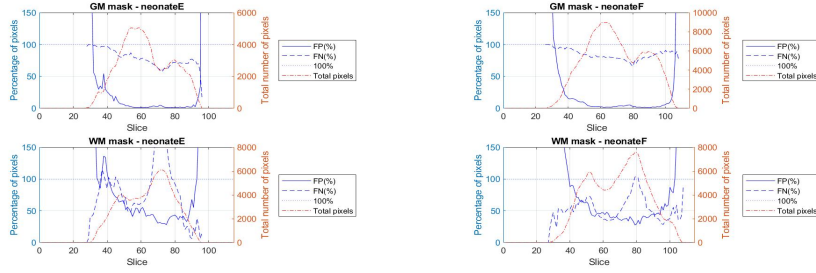 GM mask - neonateE
Percentage of pixels
150
100
50
0
6000
4000
2000
0
Total number of pixels
0 20 40 60 80 100
Slice
FP(%)
FN(%)
100%
Total pixels
GM mask - neonateF
Percentage of pixels
150
100
50
0
10000
8000
6000
4000
2000
0
Total number of pixels
0 20 40 60 80 100
Slice
FP(%)
FN(%)
100%
Total pixels
WM mask - neonateE
Percentage of pixels
150
100
50
0
8000
6000
4000
2000
0
Total number of pixels
0 20 40 60 80 100
Slice
FP(%)
FN(%)
100%
Total pixels
WM mask - neonateF
Percentage of pixels
150
100
50
0
8000
6000
4000
2000
0
Total number of pixels
0 20 40 60 80 100
Slice
FP(%)
FN(%)
100%
Total pixels